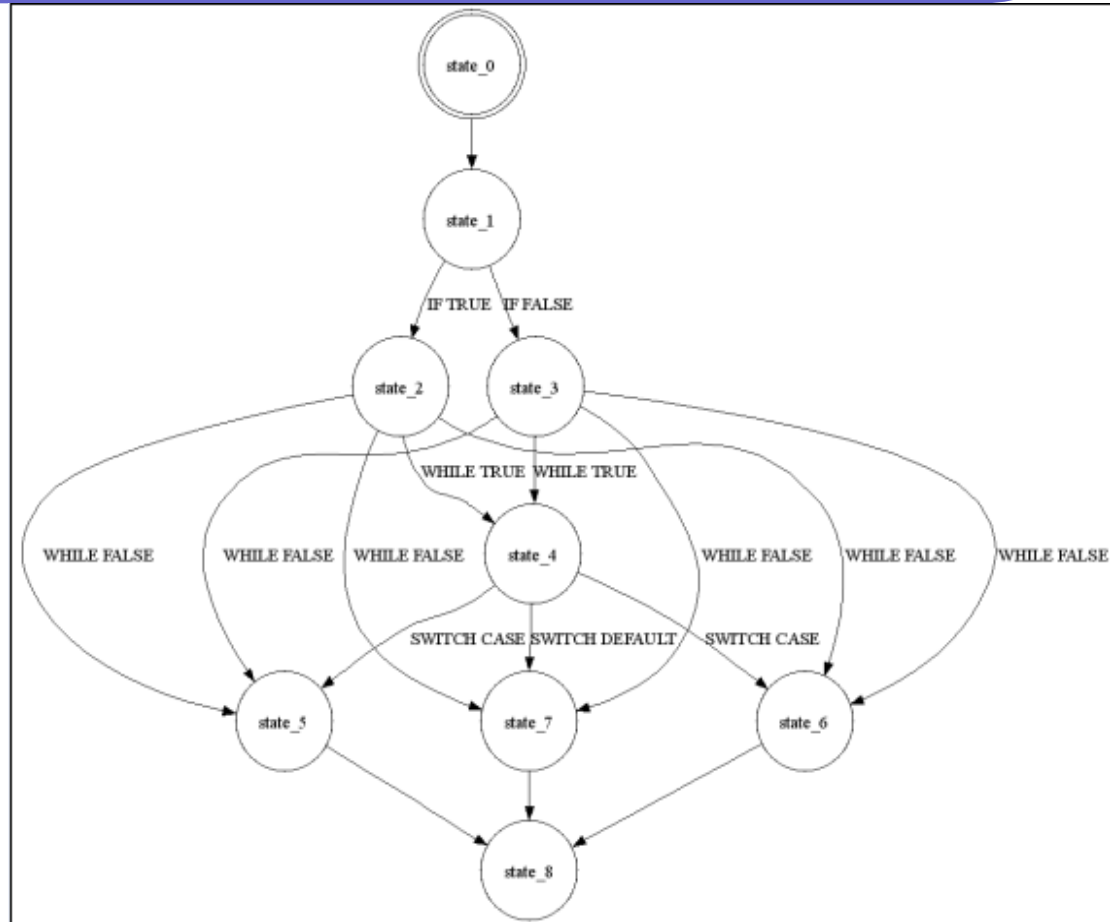 state_0
state_1
IF TRUE
IF FALSE
state_2
state_3
WHILE TRUE
WHILE TRUE
WHILE FALSE
WHILE FALSE
WHILE FALSE
state_4
WHILE FALSE
WHILE FALSE
WHILE FALSE
SWITCH CASE
SWITCH DEFAULT
SWITCH CASE
state_5
state_7
state_6
state_8